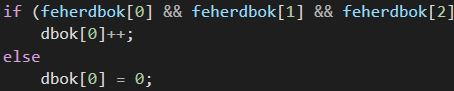 if (feherdbok[0] && feherdbok[1] && feherdbok[2]
    dbok[0]++;
else
    dbok[0] = 0;